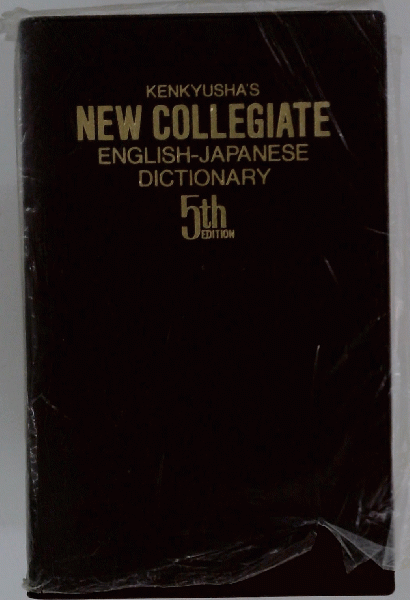 KENKYUSHA'S
NEW COLLEGIATE
ENGLISH-JAPANESE
DICTIONARY
5th
EDITION